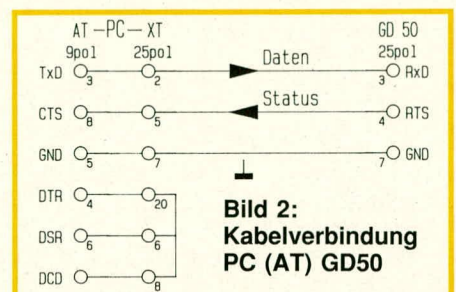 AT-PC-XT GD 50
9pol 25pol 25pol
TxD 3 2 Daten 3 RxD
CTS 8 5 Status 4 RTS
GND 5 7 7 GND
DTR 4 20
DSR 6 6
DCD 8
Bild 2:
Kabelverbindung
PC (AT) GD50